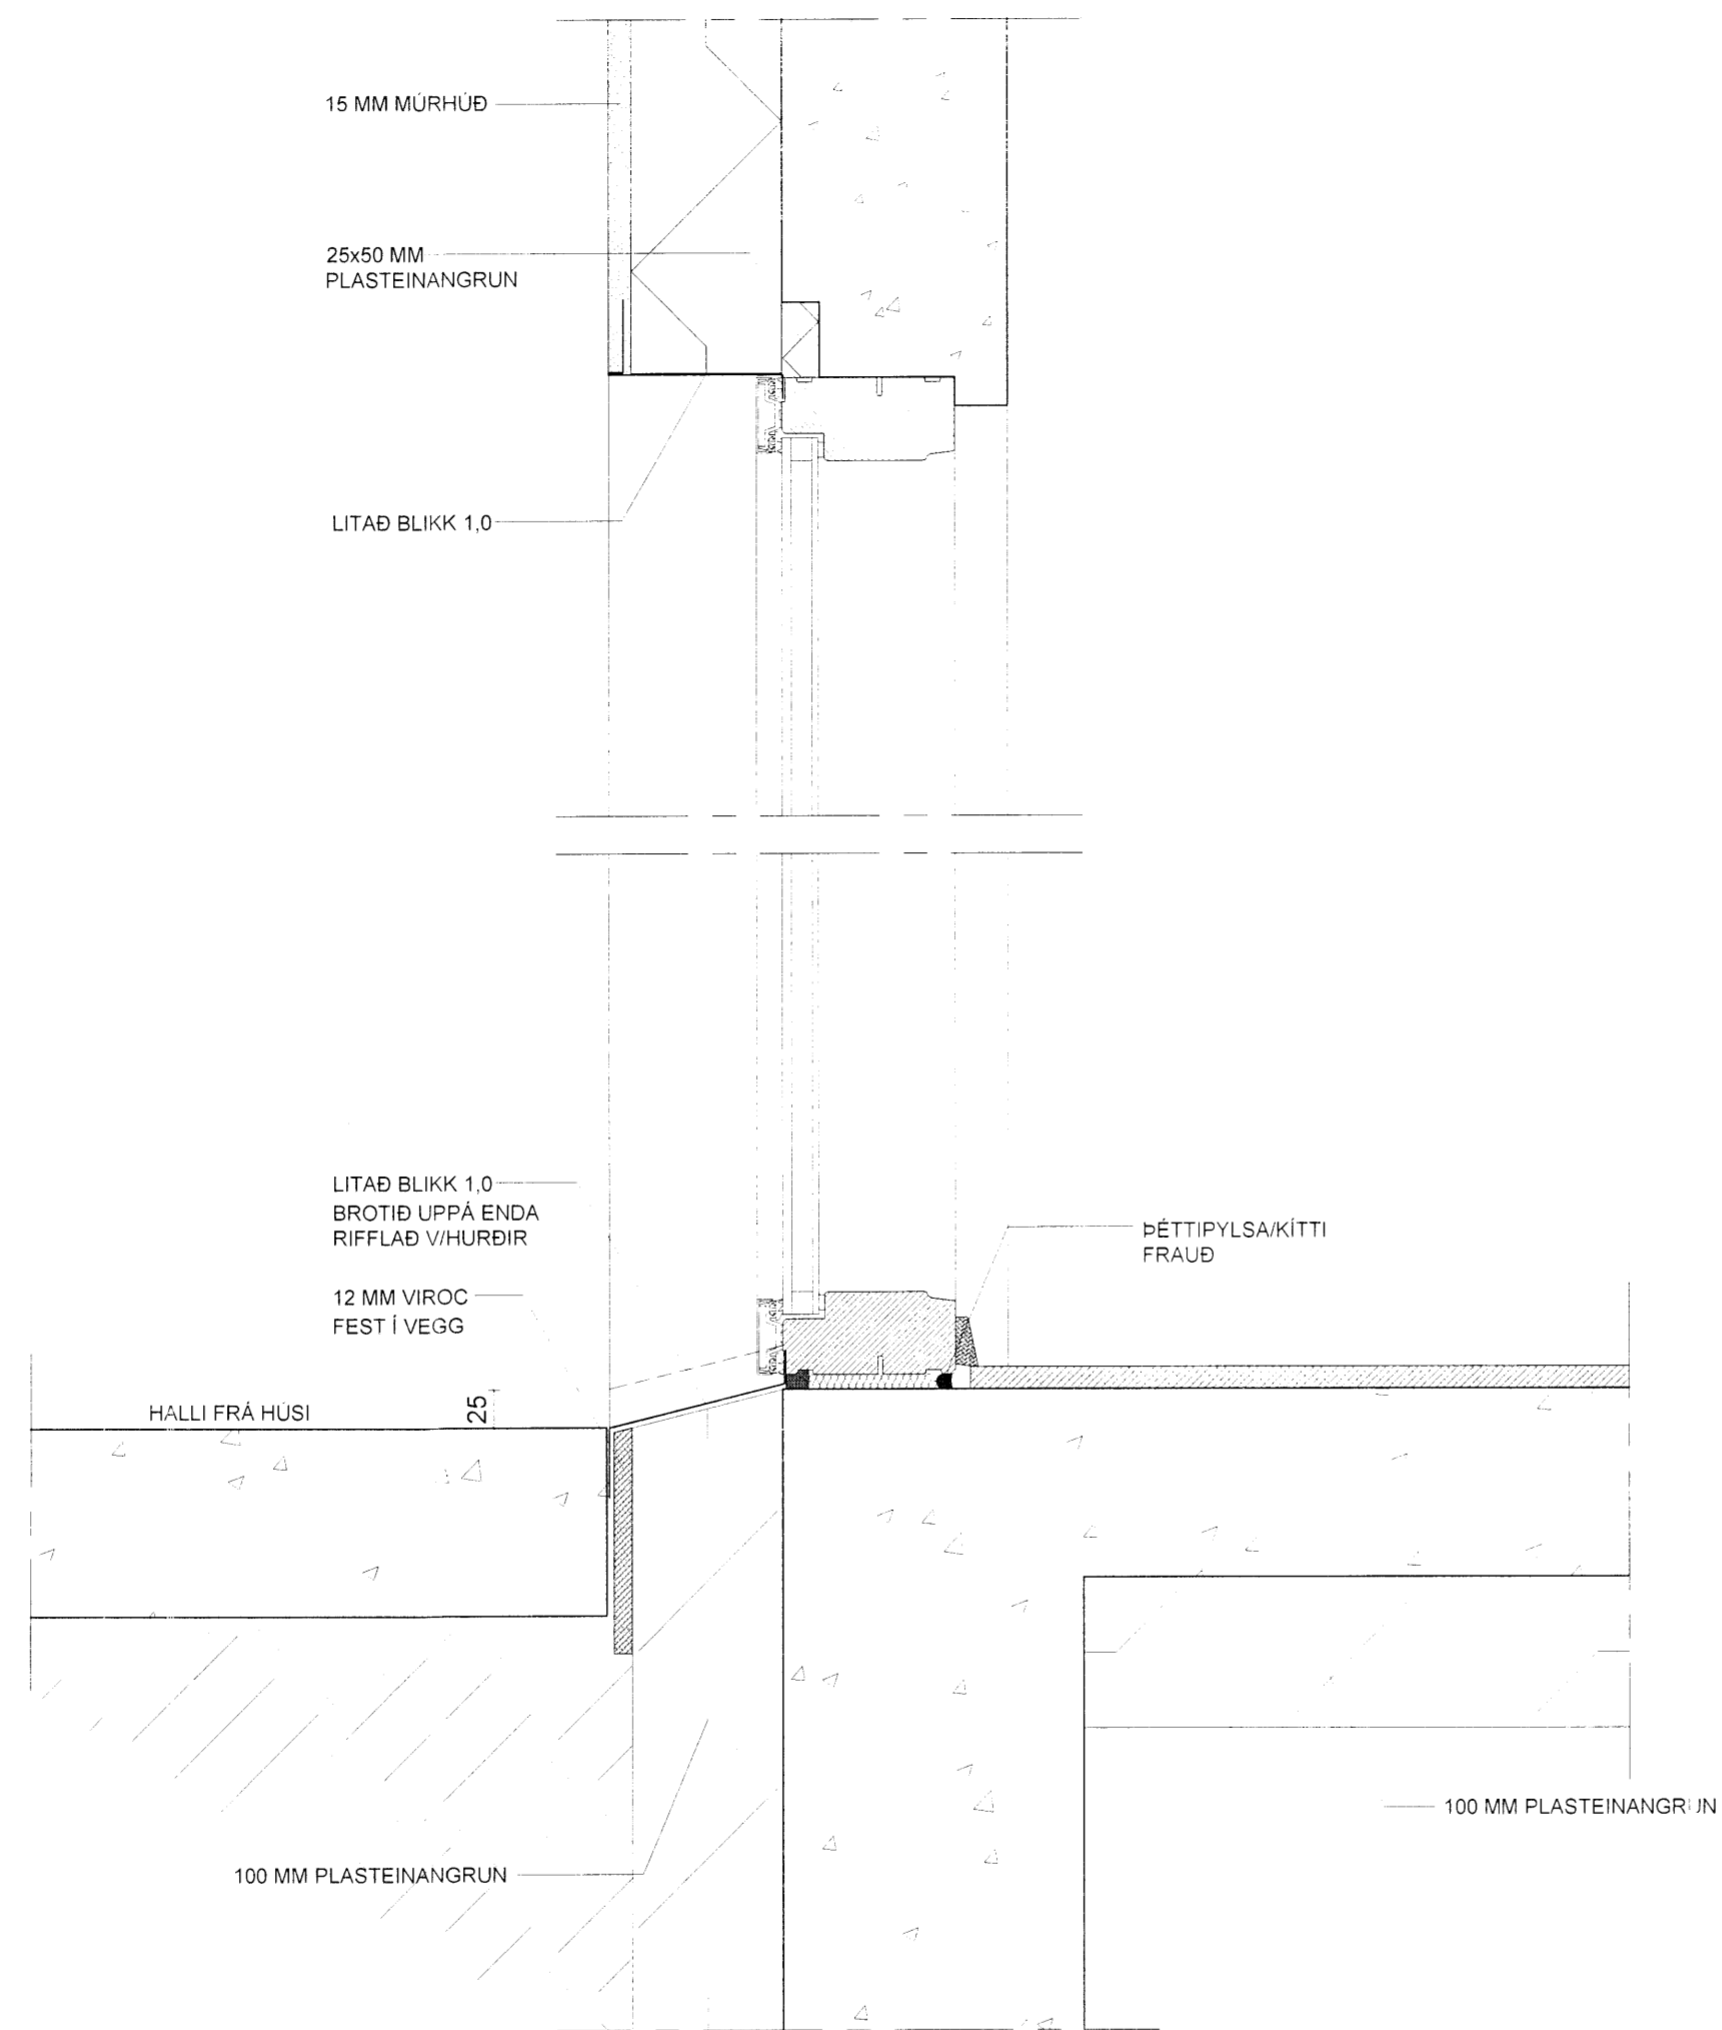 15 MM MÚRHÚÐ
25x50 MM
PLASTEINANGRUN
LITAÐ BLIKK 1,0
LITAÐ BLIKK 1,0
BROTIÐ UPPÁ ENDA
RIFFLAÐ V/HURÐIR
ÞÉTTIPYLSA/KÍTTI
FRAUÐ
12 MM VIROC
FEST Í VEGG
HALLI FRÁ HÚSI
25
100 MM PLASTEINANGRUN
100 MM PLASTEINANGRUN